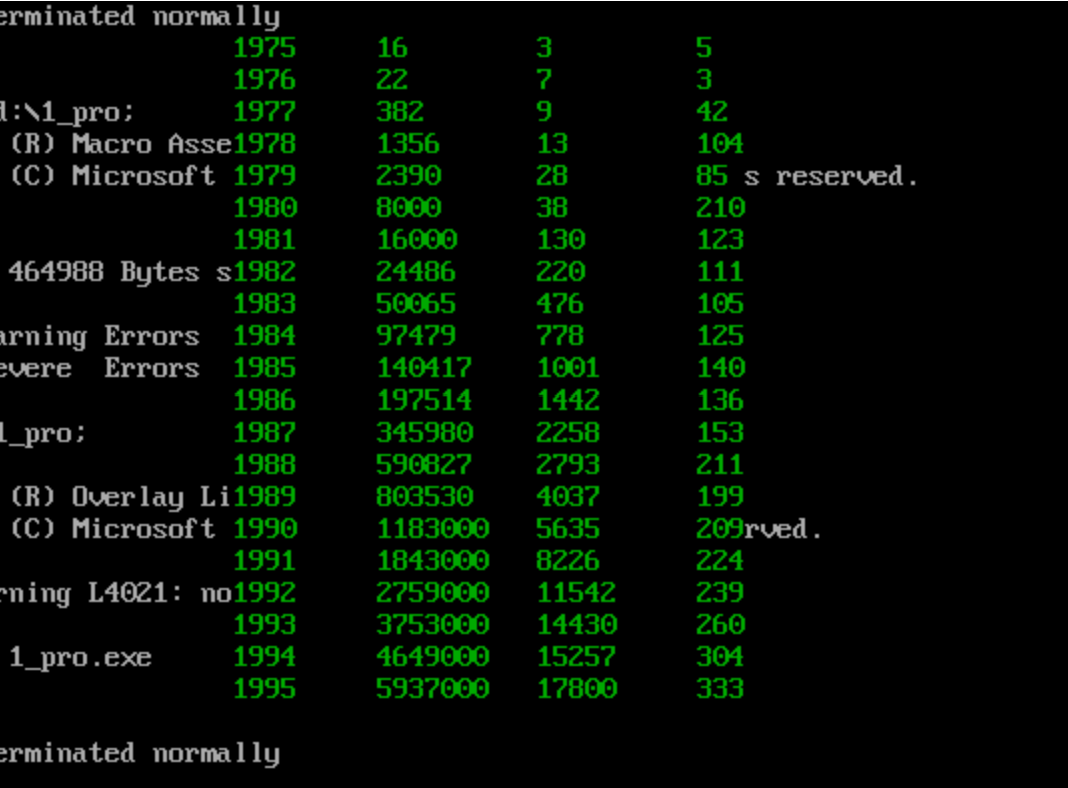 erminated normally
1975 16 3 5
1976 22 7 3
d:\1_pro; 1977 382 9 42
(R) Macro Asse1978 1356 13 104
(C) Microsoft 1979 2390 28 85 s reserved.
1980 8000 38 210
1981 16000 130 123
464988 Bytes s1982 24486 220 111
1983 50065 476 105
arning Errors 1984 97479 778 125
evere  Errors 1985 140417 1001 140
1986 197514 1442 136
1_pro; 1987 345980 2258 153
1988 590827 2793 211
(R) Overlay Li1989 803530 4037 199
(C) Microsoft 1990 1183000 5635 209rved.
1991 1843000 8226 224
rning L4021: no1992 2759000 11542 239
1993 3753000 14430 260
1_pro.exe 1994 4649000 15257 304
1995 5937000 17800 333
erminated normally